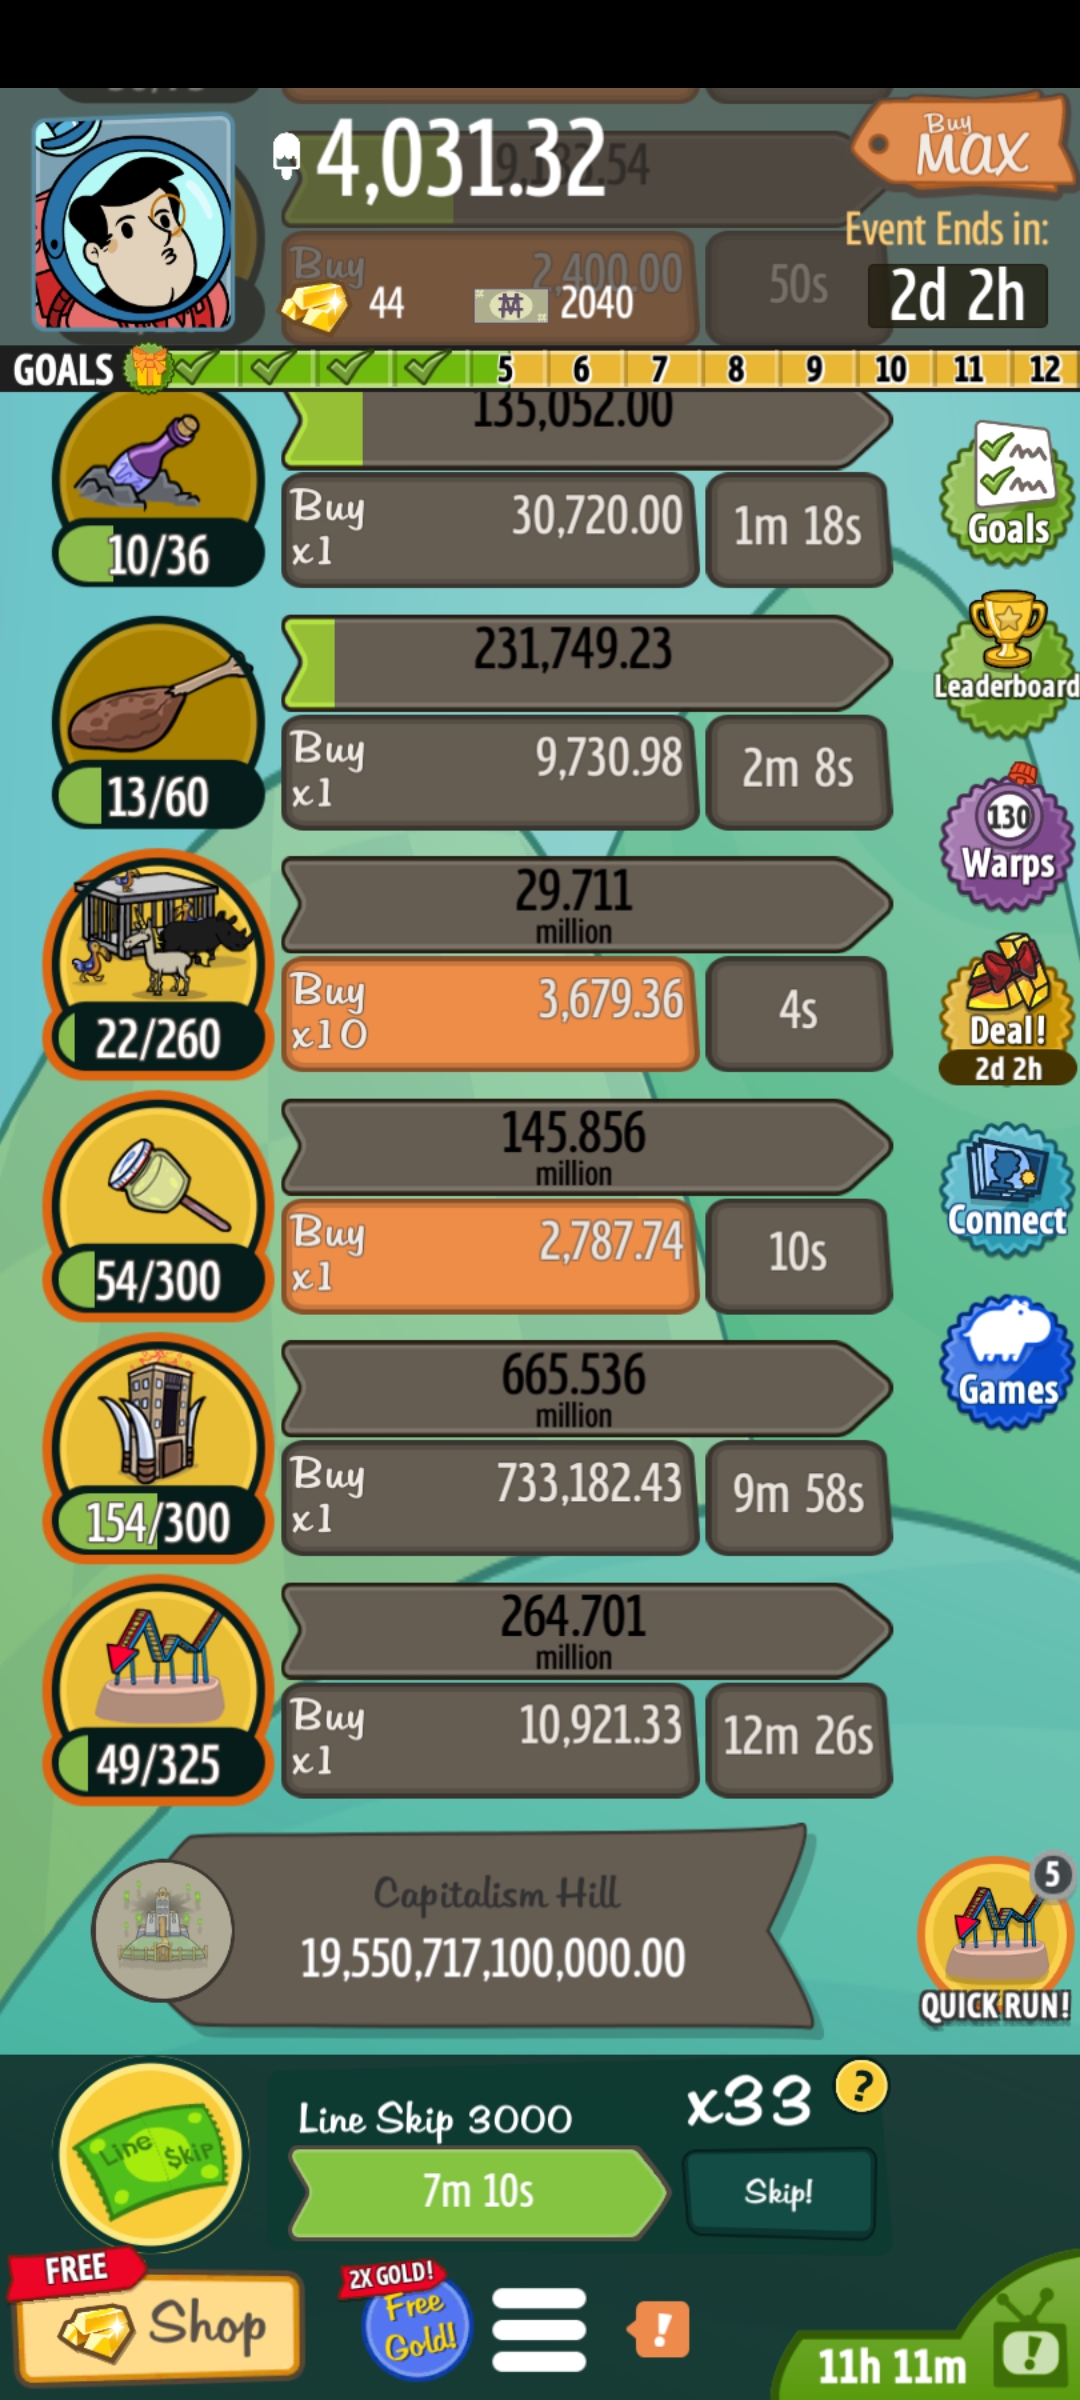 4,031.32
Buy
MAX
Event Ends in:
2d 2h
Buy
2,400.00
50s
44
2040
GOALS
5 6 7 8 9 10 11 12
135,052.00
Buy
x1
30,720.00
1m 18s
10/36
Goals
231,749.23
Leaderboard
Buy
x1
9,730.98
2m 8s
13/60
130
Warps
29.711
million
Buy
x10
3,679.36
4s
22/260
Deal!
2d 2h
145.856
million
Buy
x1
2,787.74
10s
54/300
Connect
665.536
million
Games
Buy
x1
733,182.43
9m 58s
154/300
264.701
million
Buy
x1
10,921.33
12m 26s
49/325
Capitalism Hill
19,550,717,100,000.00
5
QUICK RUN!
Line Skip 3000
x33
?
Line $kip
7m 10s
Skip!
FREE
Shop
2X GOLD!
Free
Gold!
!
11h 11m
!